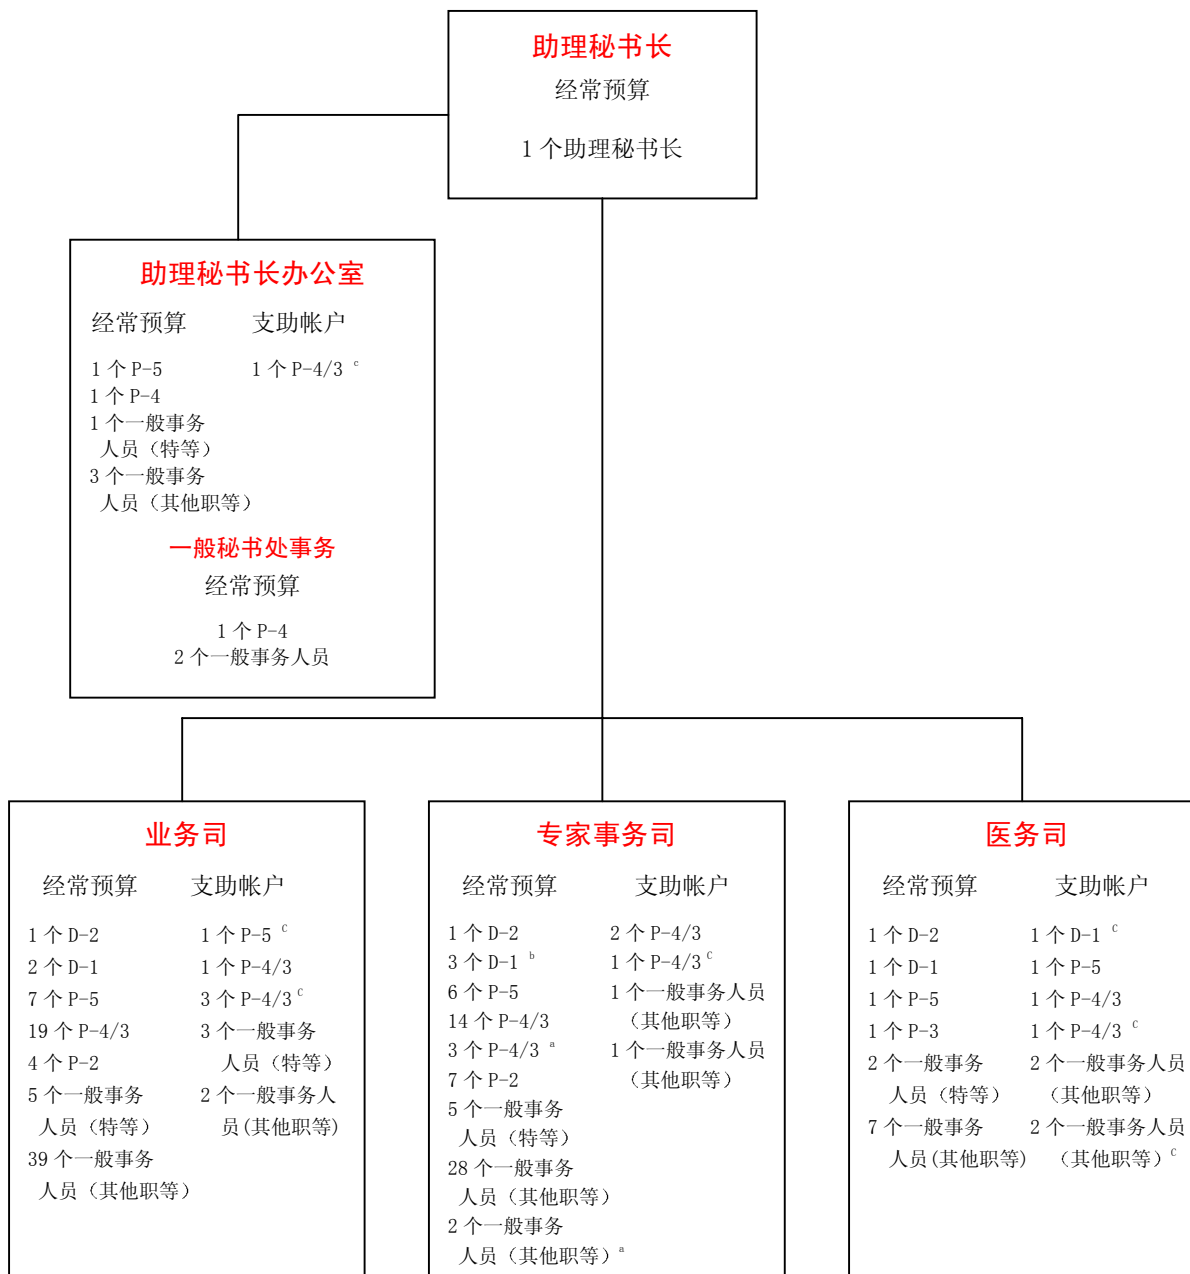 助理秘书长
经常预算
1 个助理秘书长
助理秘书长办公室
经常预算 支助帐户
1 个 P-5 1 个 P-4/3 c
1 个 P-4
1 个一般事务
人员（特等）
3 个一般事务
人员（其他职等）
一般秘书处事务
经常预算
1 个 P-4
2 个一般事务人员
业务司
经常预算 支助帐户
1 个 D-2 1 个 P-5 C
2 个 D-1 1 个 P-4/3
7 个 P-5 3 个 P-4/3 C
19 个 P-4/3 3 个一般事务
4 个 P-2 人员（特等）
5 个一般事务 2 个一般事务人
人员（特等） 员(其他职等)
39 个一般事务
人员（其他职等）
专家事务司
经常预算 支助帐户
1 个 D-2 2 个 P-4/3
3 个 D-1 b 1 个 P-4/3 C
6 个 P-5 1 个一般事务人员
14 个 P-4/3 （其他职等）
3 个 P-4/3 a 1 个一般事务人员
7 个 P-2 （其他职等）
5 个一般事务
人员（特等）
28 个一般事务
人员（其他职等）
2 个一般事务
人员（其他职等）a
医务司
经常预算 支助帐户
1 个 D-2 1 个 D-1 C
1 个 D-1 1 个 P-5
1 个 P-5 1 个 P-4/3
1 个 P-3 1 个 P-4/3 c
2 个一般事务 2 个一般事务人员
人员（特等） （其他职等）
7 个一般事务 2 个一般事务人员
人员(其他职等) （其他职等）C